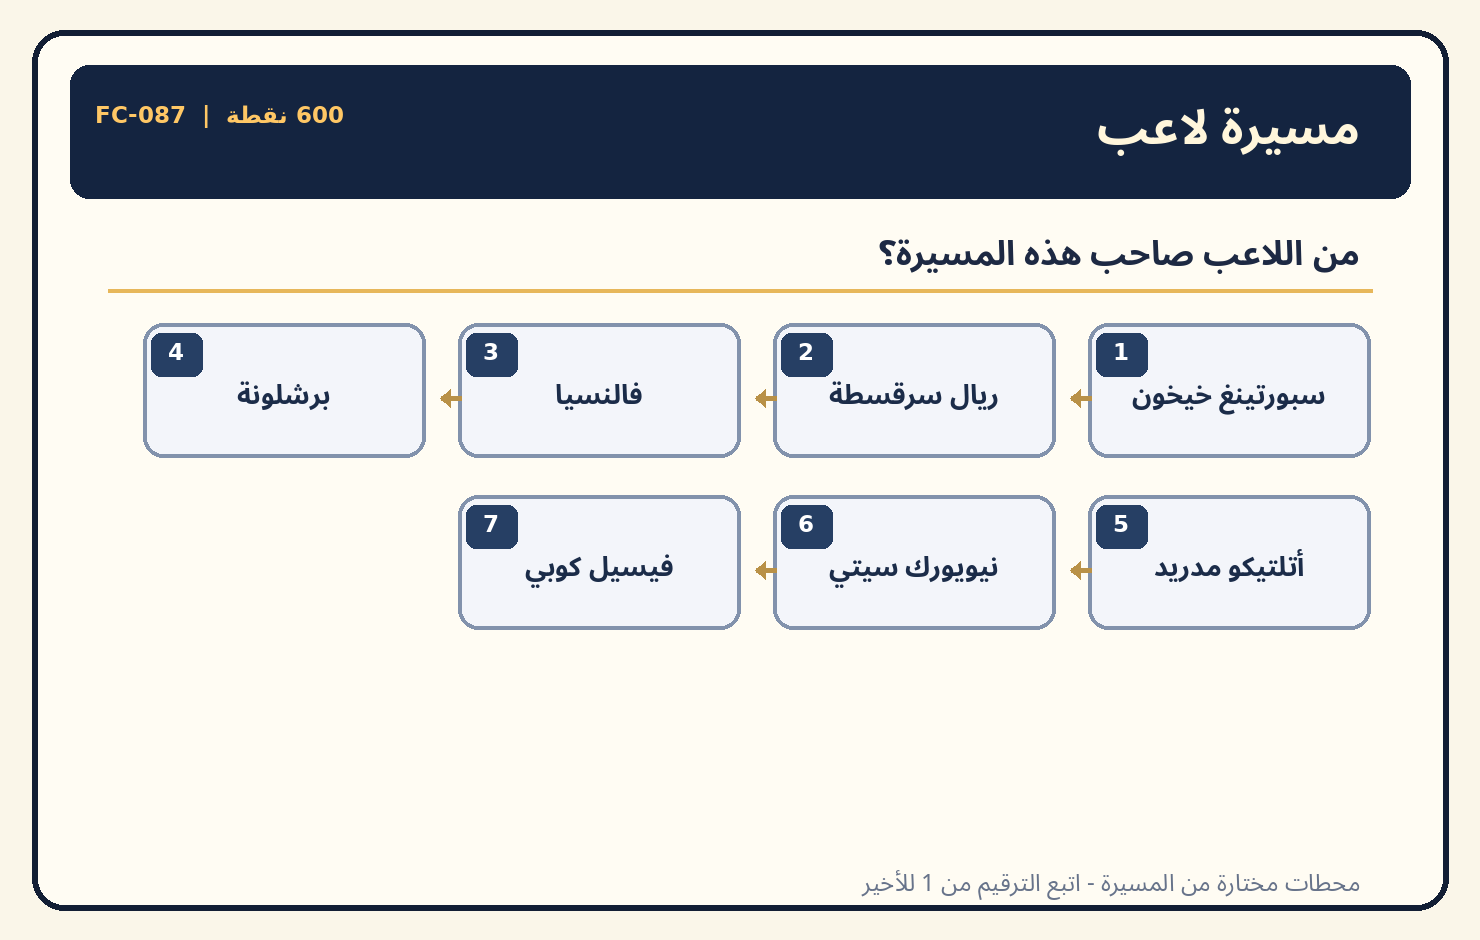 مسيرة لاعب
600 نقطة | FC-087
من اللاعب صاحب هذه المسيرة؟
1
سبورتينغ خيخون
2
ريال سرقسطة
3
فالنسيا
4
برشلونة
5
أتلتيكو مدريد
6
نيويورك سيتي
7
فيسيل كوبي
محطات مختارة من المسيرة - اتبع الترقيم من 1 للأخير